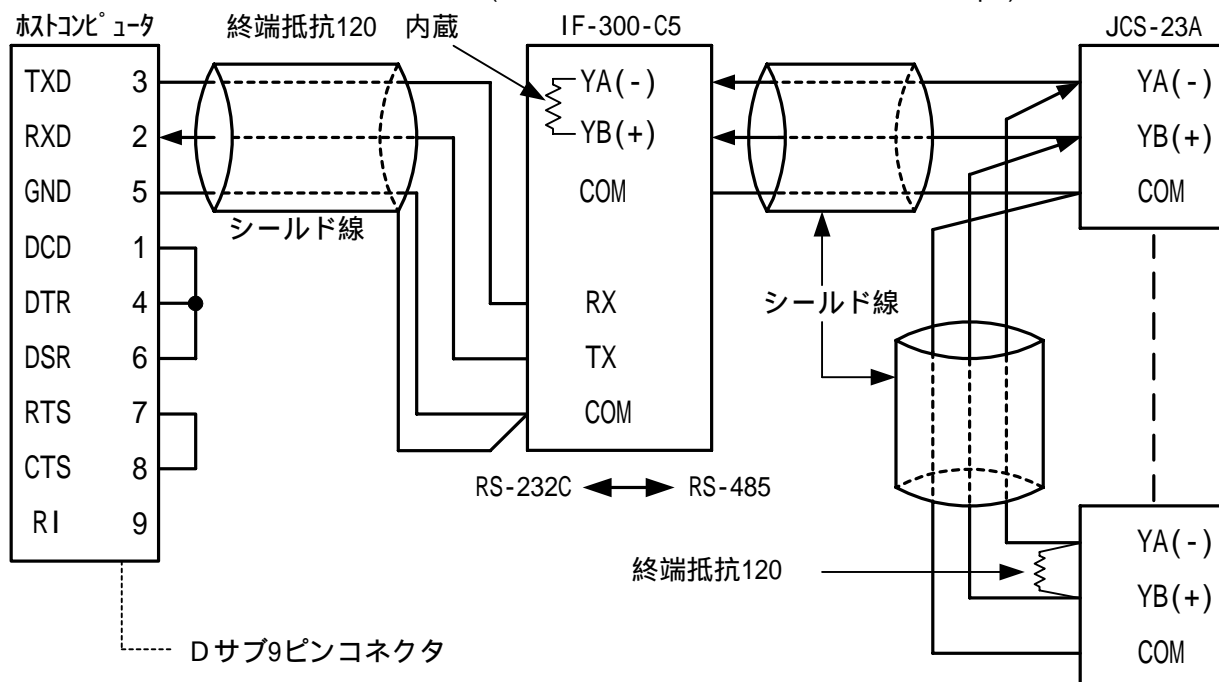 ﾎｽﾄｺﾝﾋﾟｭｰﾀ
終端抵抗120 内蔵
IF-300-C5
JCS-23A
TXD 3
RXD 2
GND 5
DCD 1
DTR 4
DSR 6
RTS 7
CTS 8
RI 9
シールド線
YA(-)
YB(+)
COM
RX
TX
COM
RS-232C
RS-485
シールド線
YA(-)
YB(+)
COM
終端抵抗120
YA(-)
YB(+)
COM
Dサブ9ピンコネクタ